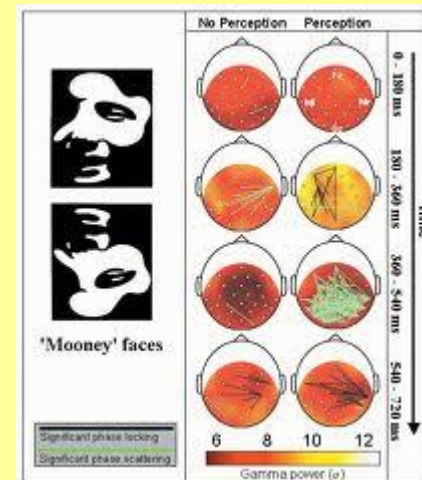 No Perception Perception
0 - 180 ms
180 - 360 ms
360 - 540 ms
540 - 720 ms
'Mooney' faces
Significant phase locking
Significant phase scattering
6 8 10 12
Gamma power (σ)